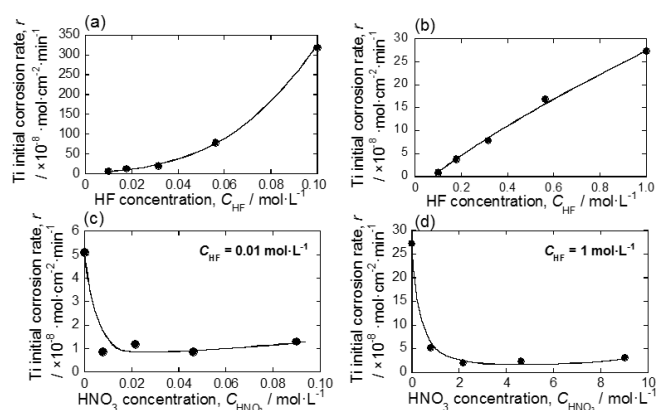 (a)
Ti initial corrosion rate, r
/ ×10⁻⁸ ·mol·cm⁻²·min⁻¹
350
300
250
200
150
100
50
0
0 0.02 0.04 0.06 0.08 0.10
HF concentration, C_HF / mol·L⁻¹
(b)
Ti initial corrosion rate, r
/ ×10⁻⁸ ·mol·cm⁻²·min⁻¹
30
25
20
15
10
5
0
0 0.2 0.4 0.6 0.8 1.0
HF concentration, C_HF / mol·L⁻¹
(c)
C_HF = 0.01 mol·L⁻¹
Ti initial corrosion rate, r
/ ×10⁻⁸ ·mol·cm⁻²·min⁻¹
6
5
4
3
2
1
0
0 0.02 0.04 0.06 0.08 0.1
HNO₃ concentration, C_HNO₃
(d)
C_HF = 1 mol·L⁻¹
Ti initial corrosion rate, r
/ ×10⁻⁸ ·mol·cm⁻²·min⁻¹
30
25
20
15
10
5
0
0 2 4 6 8 10
HNO₃ concentration, C_HNO₃